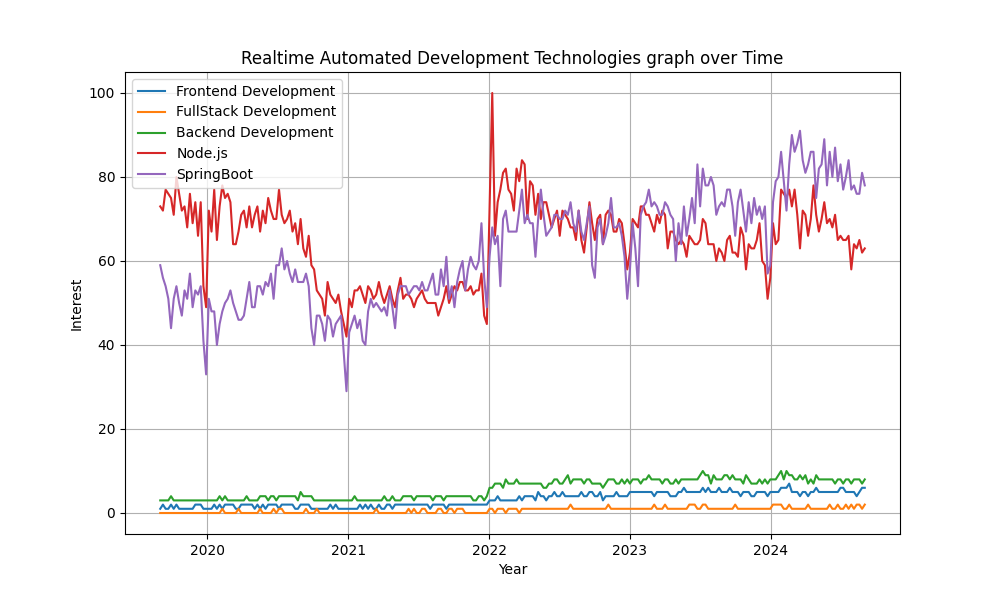 Realtime Automated Development Technologies graph over Time
Frontend Development
FullStack Development
Backend Development
Node.js
SpringBoot
100
80
60
40
20
0
Interest
2020 2021 2022 2023 2024
Year